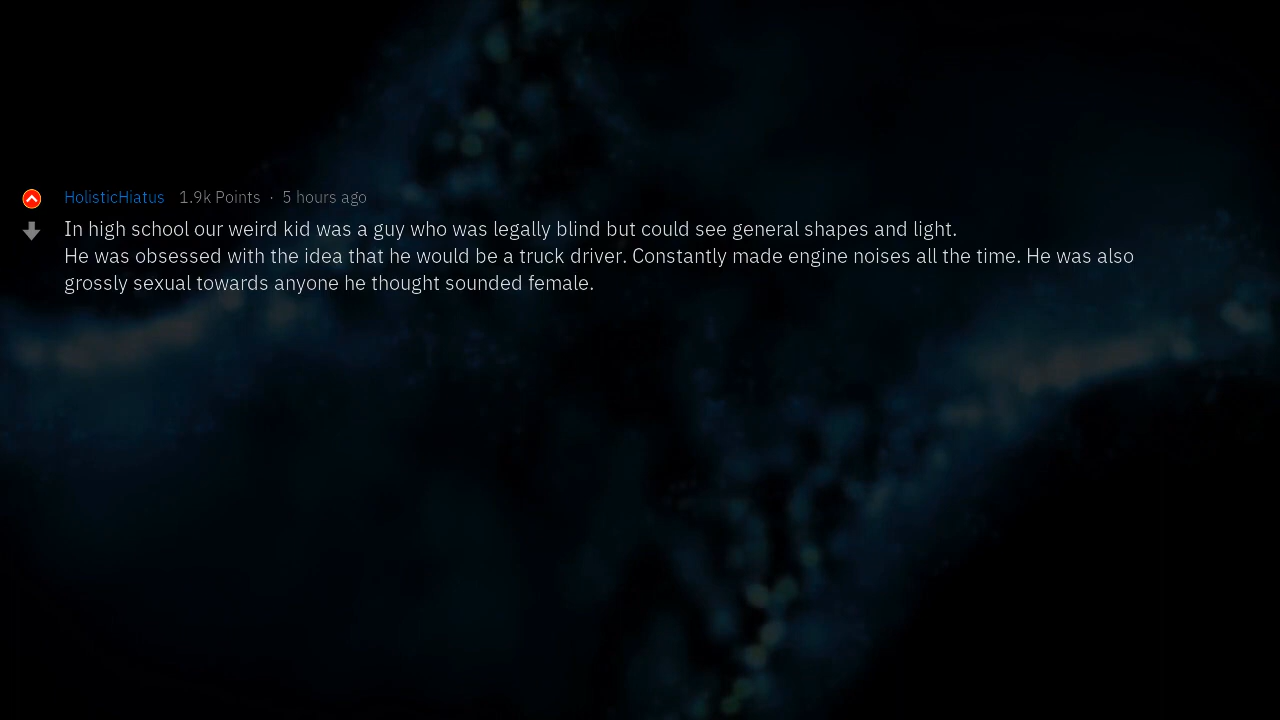 HolisticHiatus 1.9k Points · 5 hours ago
In high school our weird kid was a guy who was legally blind but could see general shapes and light.
He was obsessed with the idea that he would be a truck driver. Constantly made engine noises all the time. He was also
grossly sexual towards anyone he thought sounded female.